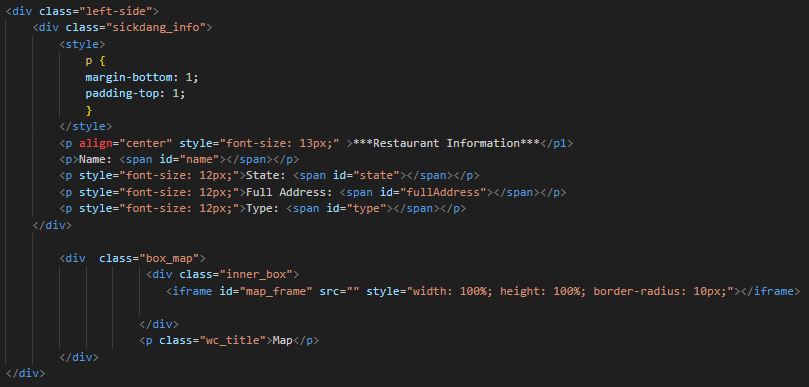 <div class="left-side">
<div class="sickdang_info">
<style>
p {
margin-bottom: 1;
padding-top: 1;
}
</style>
<p align="center" style="font-size: 13px;" >***Restaurant Information***</p1>
<p>Name: <span id="name"></span></p>
<p style="font-size: 12px;">State: <span id="state"></span></p>
<p style="font-size: 12px;">Full Address: <span id="fullAddress"></span></p>
<p style="font-size: 12px;">Type: <span id="type"></span></p>
</div>
<div  class="box_map">
<div class="inner_box">
<iframe id="map_frame" src="" style="width: 100%; height: 100%; border-radius: 10px;"></iframe>
</div>
<p class="wc_title">Map</p>
</div>
</div>